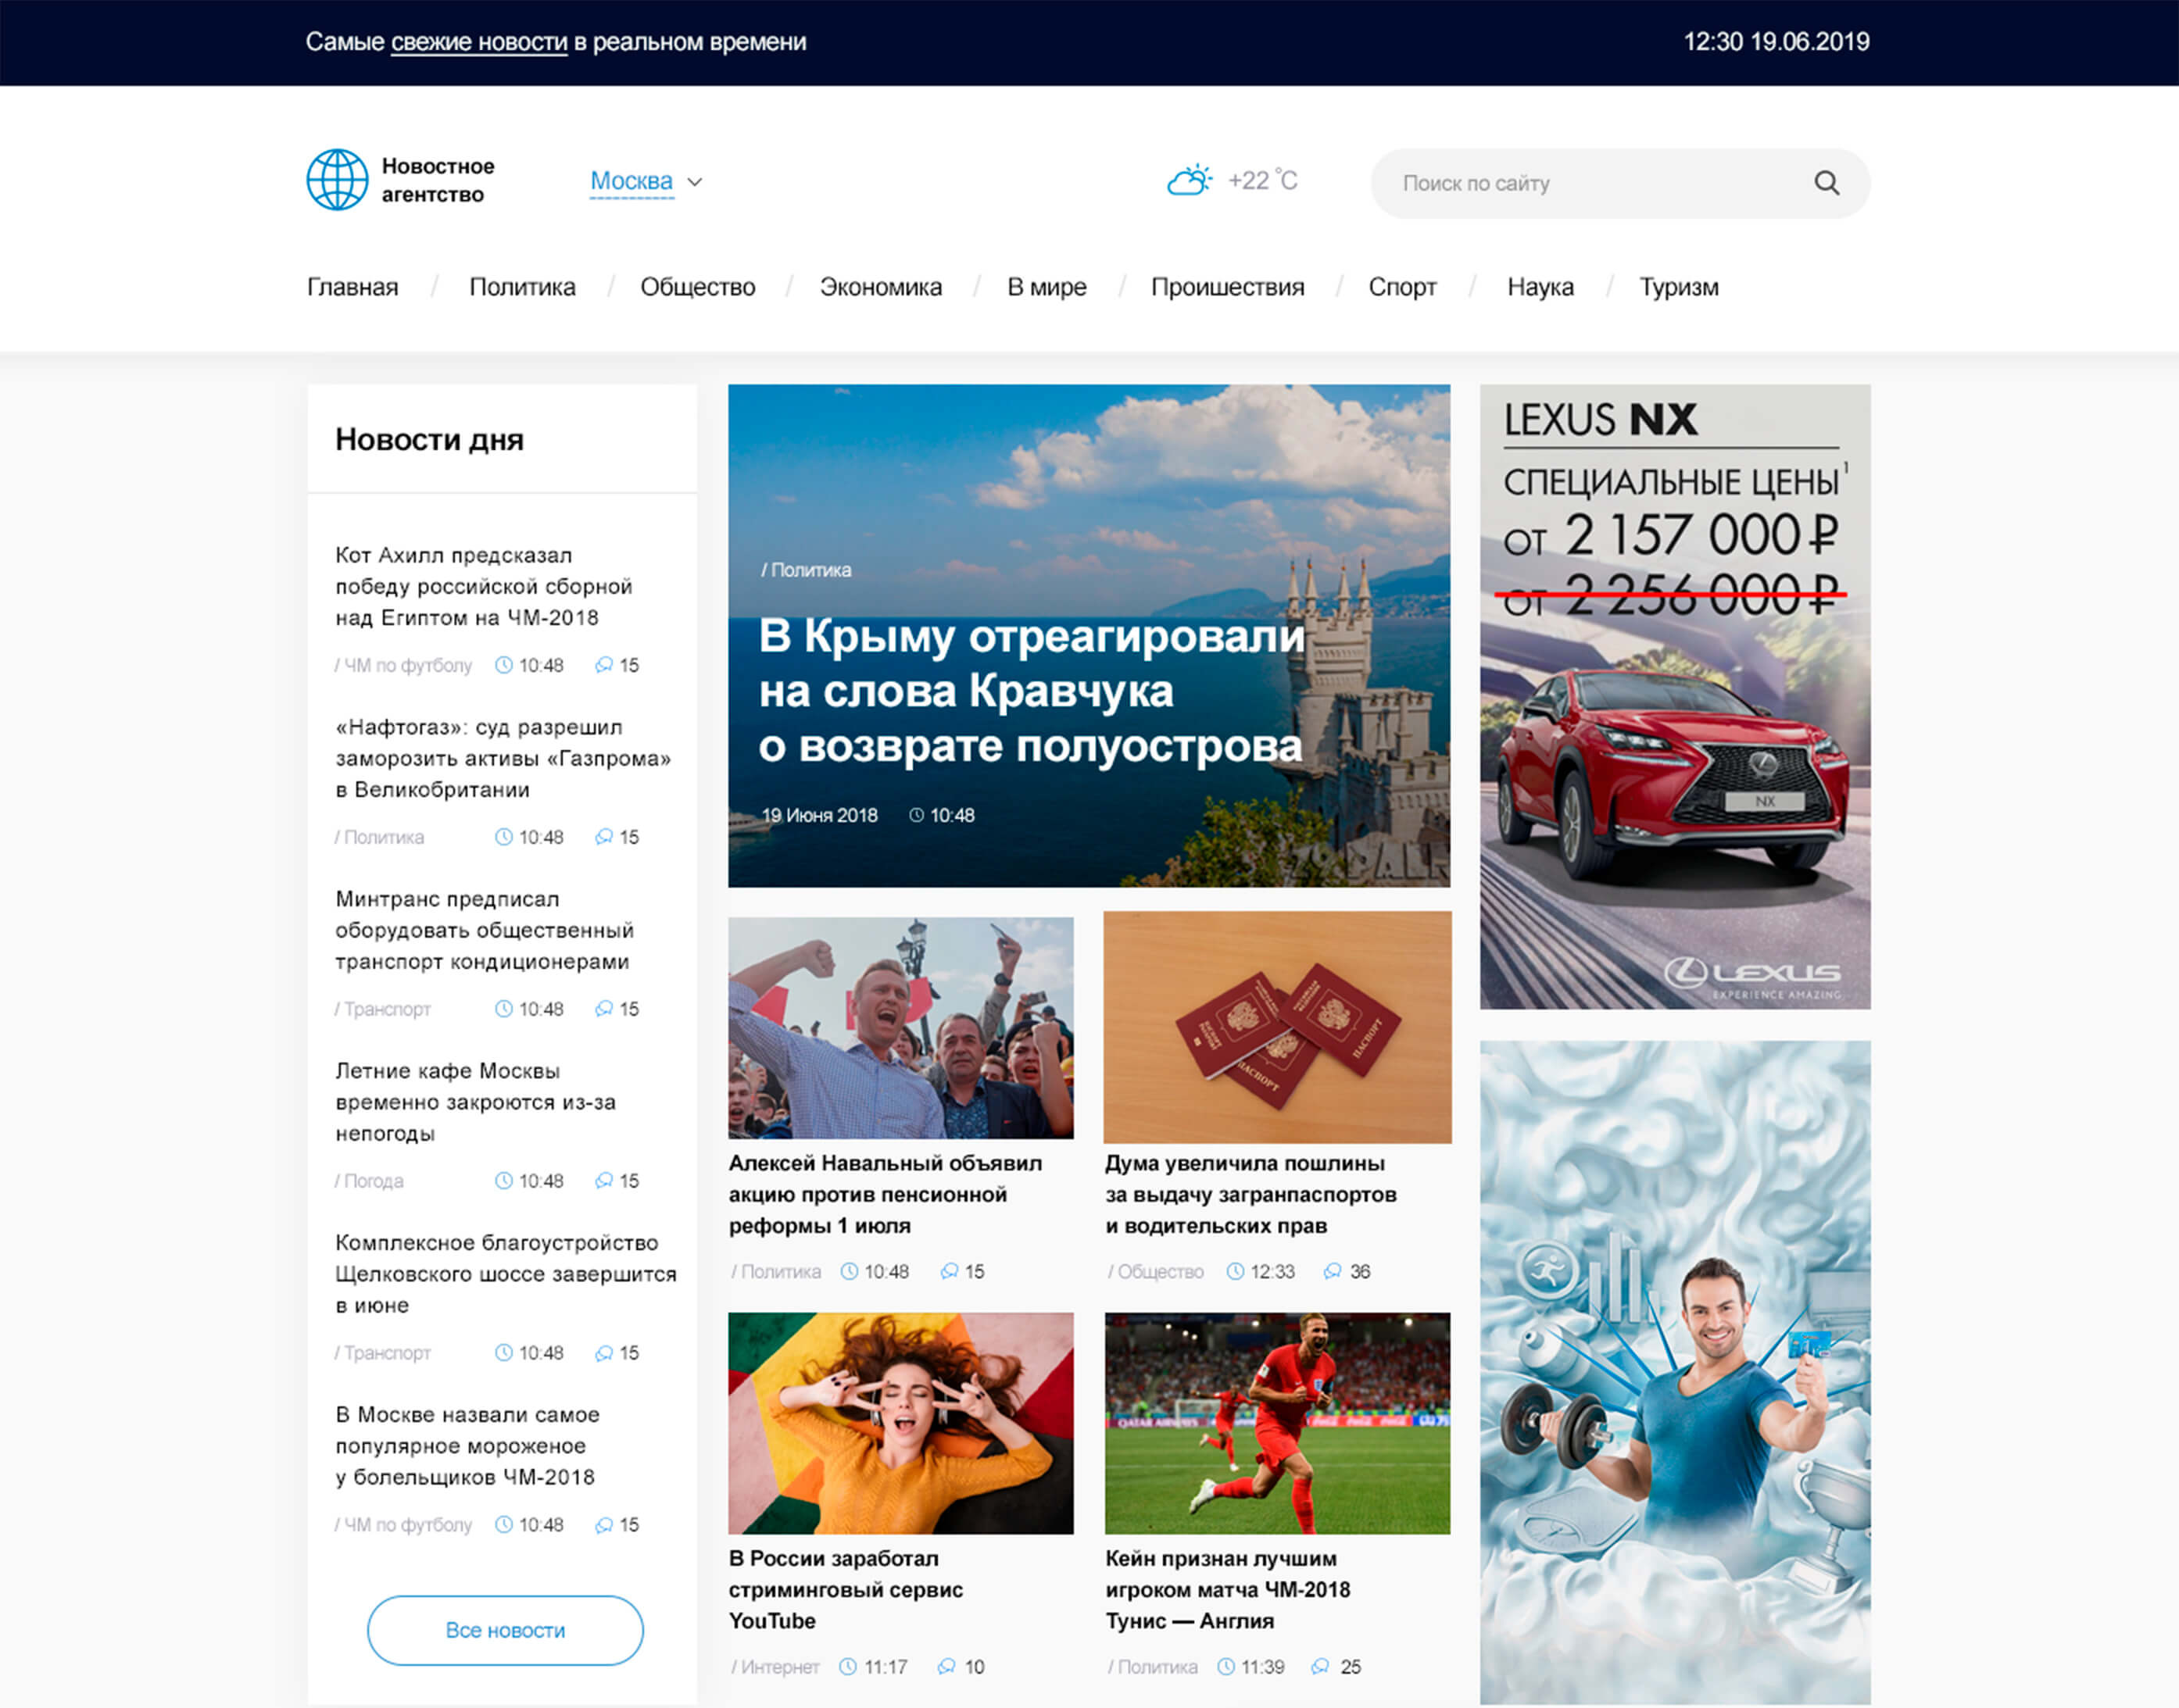 Самые свежие новости в реальном времени
12:30 19.06.2019
Новостное
агентство
Москва
+22 °C
Поиск по сайту
Главная / Политика / Общество / Экономика / В мире / Проишествия / Спорт / Наука / Туризм
Новости дня
Кот Ахилл предсказал
победу российской сборной
над Египтом на ЧМ-2018
/ ЧМ по футболу 10:48 15
«Нафтогаз»: суд разрешил
заморозить активы «Газпрома»
в Великобритании
/ Политика 10:48 15
Минтранс предписал
оборудовать общественный
транспорт кондиционерами
/ Транспорт 10:48 15
Летние кафе Москвы
временно закроются из-за
непогоды
/ Погода 10:48 15
Комплексное благоустройство
Щелковского шоссе завершится
в июне
/ Транспорт 10:48 15
В Москве назвали самое
популярное мороженое
у болельщиков ЧМ-2018
/ ЧМ по футболу 10:48 15
Все новости
/ Политика
В Крыму отреагировали
на слова Кравчука
о возврате полуострова
19 Июня 2018 10:48
Алексей Навальный объявил
акцию против пенсионной
реформы 1 июля
/ Политика 10:48 15
ПАСПОРТ
ПАСПОРТ
ПАСПОРТ
Дума увеличила пошлины
за выдачу загранпаспортов
и водительских прав
/ Общество 12:33 36
В России заработал
стриминговый сервис
YouTube
/ Интернет 11:17 10
QATAR AIRWAYS
Кейн признан лучшим
игроком матча ЧМ-2018
Тунис — Англия
/ Политика 11:39 25
LEXUS NX
СПЕЦИАЛЬНЫЕ ЦЕНЫ¹
ОТ 2 157 000 ₽
ОТ 2 256 000 ₽
NX
LEXUS
EXPERIENCE AMAZING